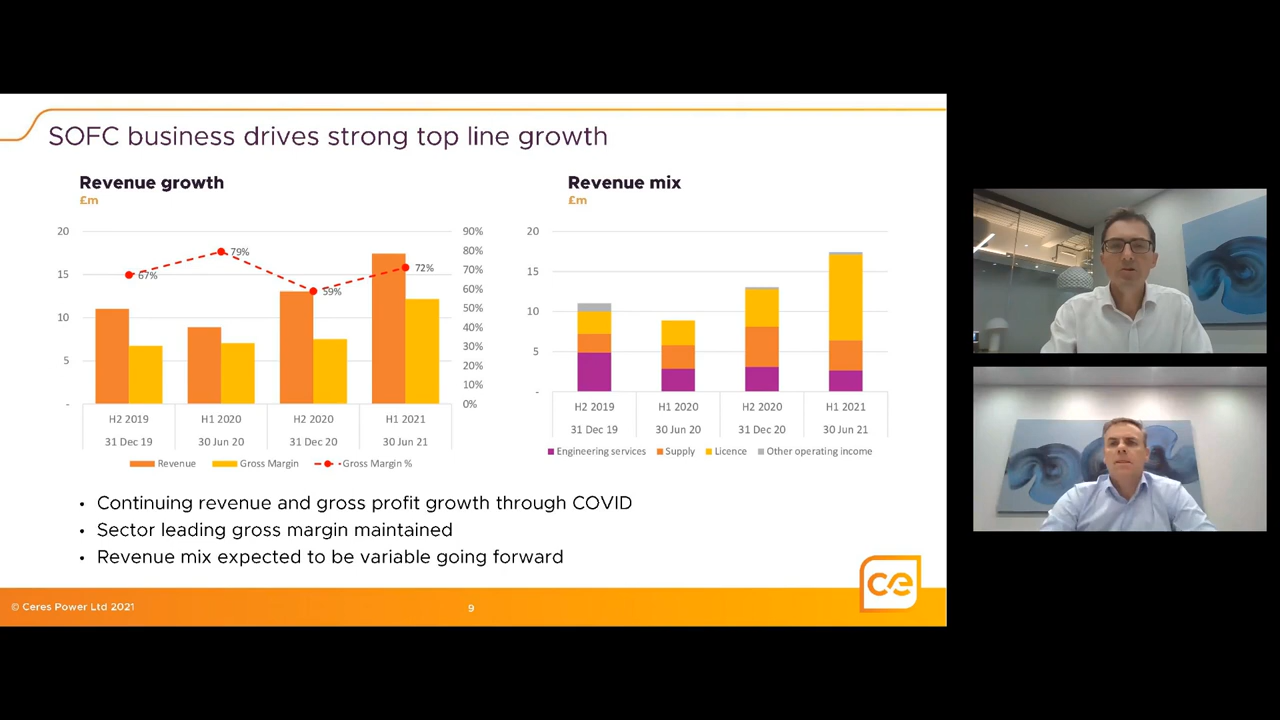 SOFC business drives strong top line growth
Revenue growth
£m
20
15
10
5
-
90%
80%
70%
60%
50%
40%
30%
20%
10%
0%
67%
79%
59%
72%
H2 2019 H1 2020 H2 2020 H1 2021
31 Dec 19 30 Jun 20 31 Dec 20 30 Jun 21
Revenue Gross Margin Gross Margin %
Revenue mix
£m
20
15
10
5
-
H2 2019 H1 2020 H2 2020 H1 2021
31 Dec 19 30 Jun 20 31 Dec 20 30 Jun 21
Engineering services Supply Licence Other operating income
• Continuing revenue and gross profit growth through COVID
• Sector leading gross margin maintained
• Revenue mix expected to be variable going forward
ce
© Ceres Power Ltd 2021
9